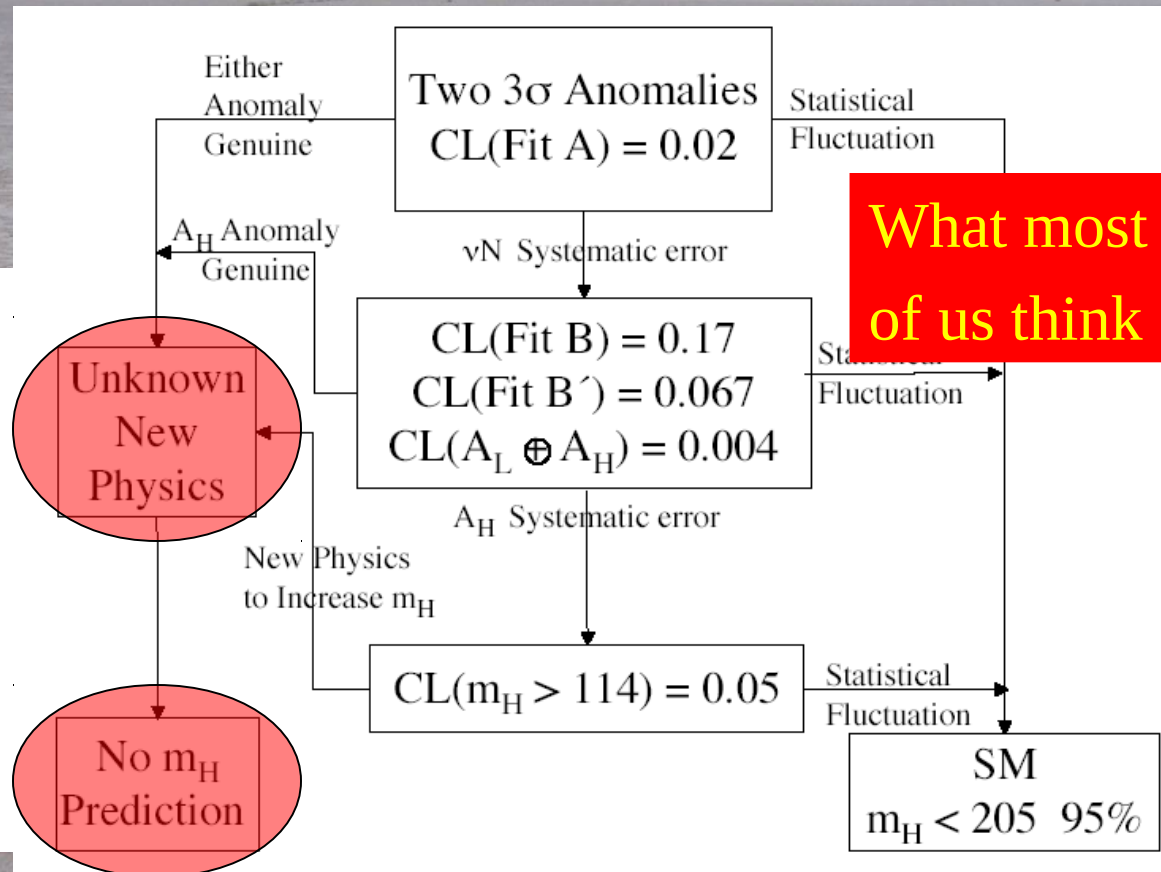 Either
Anomaly
Genuine
Two 3σ Anomalies
CL(Fit A) = 0.02
Statistical
Fluctuation
What most
of us think
A_H Anomaly
Genuine
νN Systematic error
CL(Fit B) = 0.17
CL(Fit B´) = 0.067
CL(A_L ⊕ A_H) = 0.004
Statistical
Fluctuation
Unknown
New
Physics
A_H Systematic error
New Physics
to Increase m_H
CL(m_H > 114) = 0.05
Statistical
Fluctuation
No m_H
Prediction
SM
m_H < 205 95%